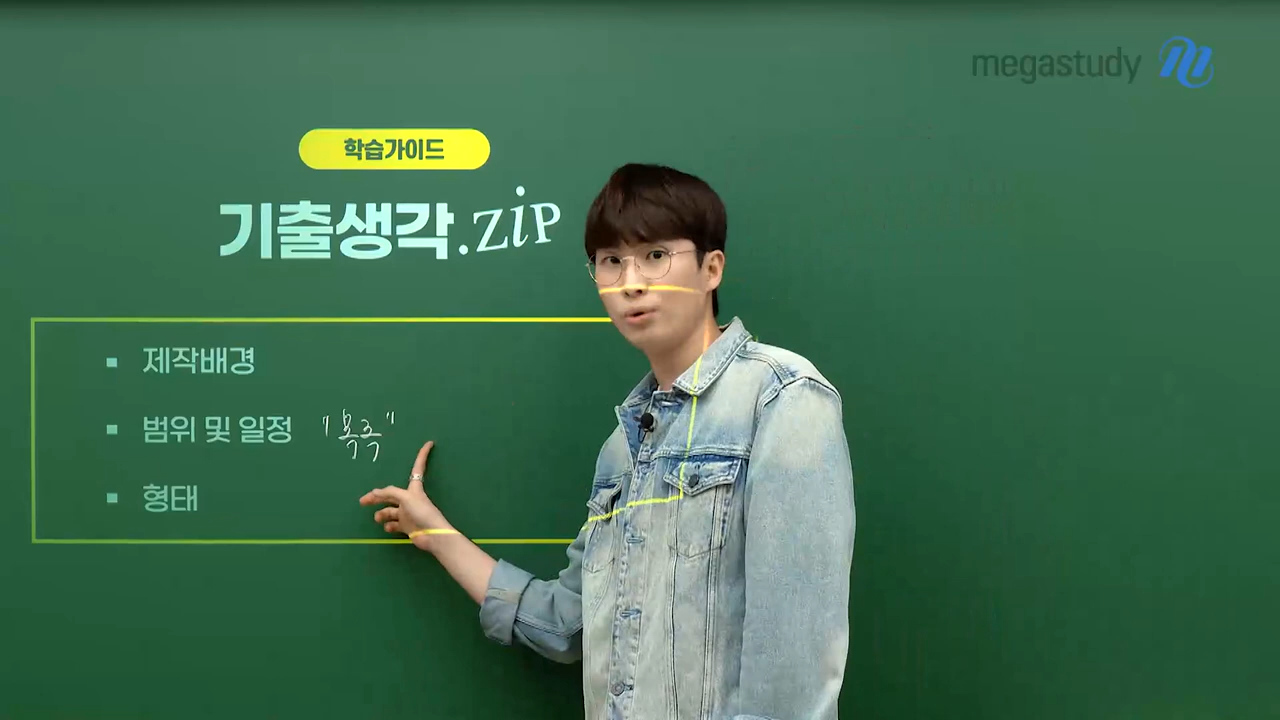 megastudy
학습가이드
기출생각.zip
▪ 제작배경
▪ 범위 및 일정 "복주"
▪ 형태